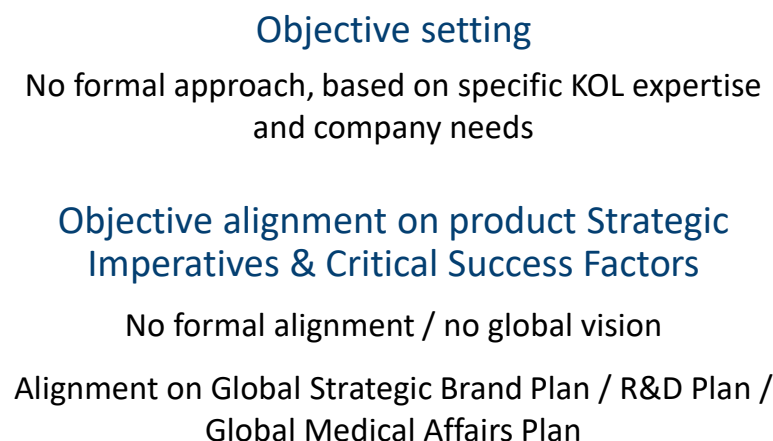 Objective setting
No formal approach, based on specific KOL expertise
and company needs
Objective alignment on product Strategic
Imperatives & Critical Success Factors
No formal alignment / no global vision
Alignment on Global Strategic Brand Plan / R&D Plan /
Global Medical Affairs Plan